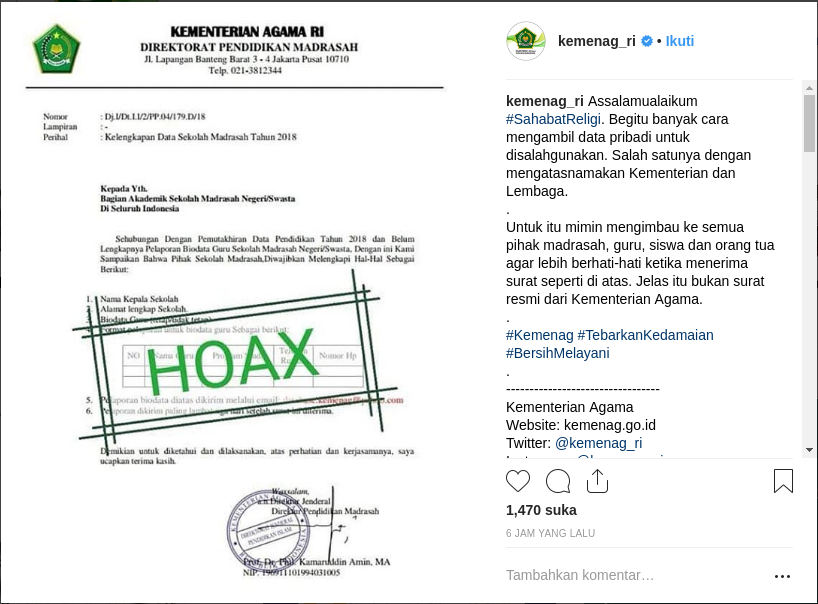 KEMENTERIAN AGAMA RI
DIREKTORAT PENDIDIKAN MADRASAH
Jl. Lapangan Banteng Barat 3 - 4 Jakarta Pusat 10710
Telp. 021-3812344
Nomor : Dj.I/Dt.I.I/2/PP.04/179.D/18
Lampiran : -
Perihal : Kelengkapan Data Sekolah Madrasah Tahun 2018
Kepada Yth.
Bagian Akademik Sekolah Madrasah Negeri/Swasta
Di Seluruh Indonesia
Sehubungan Dengan Pemutakhiran Data Pendidikan Tahun 2018 dan Belum
Lengkapnya Pelaporan Biodata Guru Sekolah Madrasah Negeri/Swasta, Dengan ini Kami
Sampaikan Bahwa Pihak Sekolah Madrasah,Diwajibkan Melengkapi Hal-Hal Sebagai
Berikut:
1. Nama Kepala Sekolah
2. Alamat lengkap Sekolah.
3. Biodata Guru
4. Format pelaporan untuk biodata guru Sebagai berikut:
NO Nama Guru Nomor Hp
HOAX
5. Pelaporan biodata diatas dikirim melalui email:
6. Pelaporan dikirim paling lambat hari setelah surat ini diterima.
Demikian untuk diketahui dan dilaksanakan, atas perhatian dan kerjasamanya, saya
ucapkan terima kasih.
Wassalam,
a.n Direktur Jenderal
Direktur Pendidikan Madrasah
KEMENTERIAN AGAMA
DIREKTORAT JENDERAL
PENDIDIKAN ISLAM
Prof. Dr. Phil. Kamaruddin Amin, MA
NIP. 196911101994031005
kemenag_ri • Ikuti
kemenag_ri Assalamualaikum
#SahabatReligi. Begitu banyak cara
mengambil data pribadi untuk
disalahgunakan. Salah satunya dengan
mengatasnamakan Kementerian dan
Lembaga.
.
Untuk itu mimin mengimbau ke semua
pihak madrasah, guru, siswa dan orang tua
agar lebih berhati-hati ketika menerima
surat seperti di atas. Jelas itu bukan surat
resmi dari Kementerian Agama.
.
#Kemenag #TebarkanKedamaian
#BersihMelayani
.
---------------------------------
Kementerian Agama
Website: kemenag.go.id
Twitter: @kemenag_ri
1,470 suka
6 JAM YANG LALU
Tambahkan komentar…